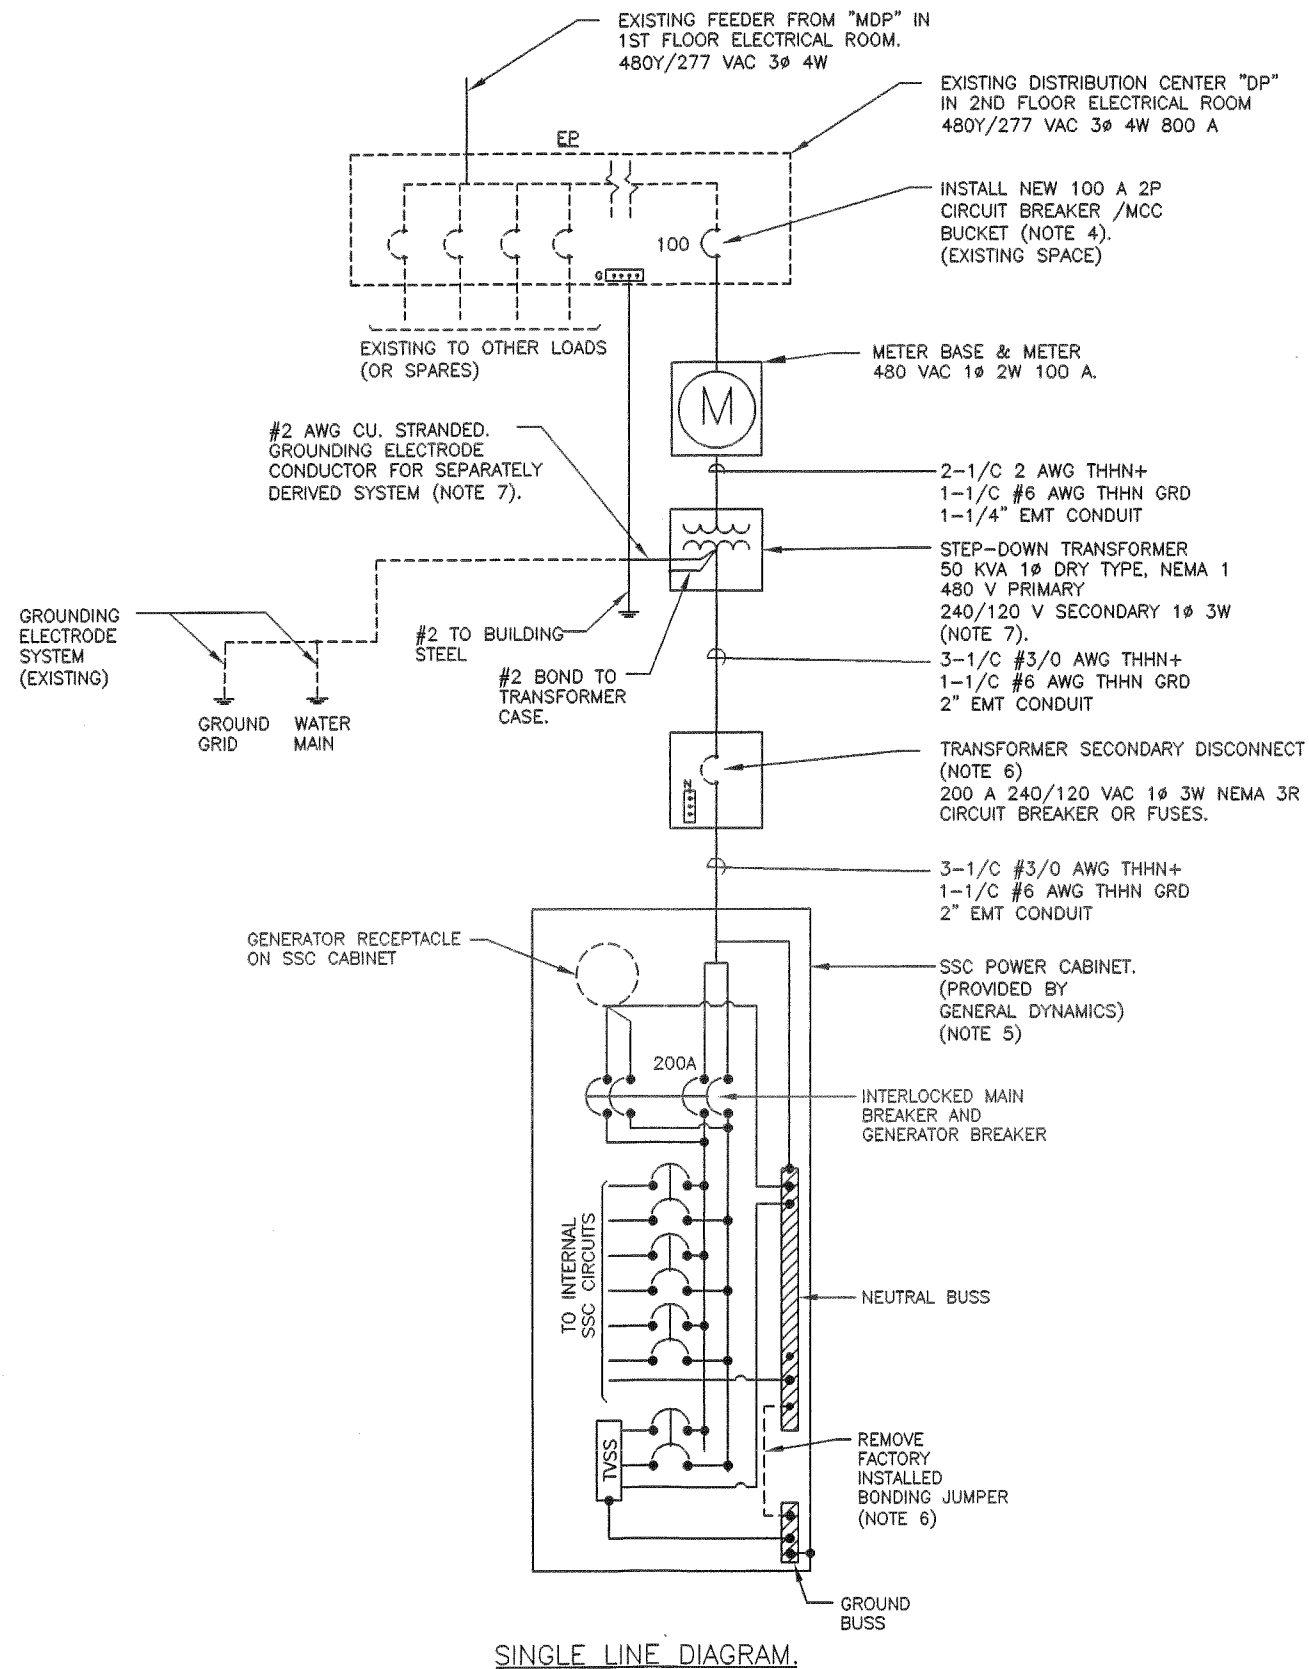 EXISTING FEEDER FROM "MDP" IN
1ST FLOOR ELECTRICAL ROOM.
480Y/277 VAC 3ø 4W
EXISTING DISTRIBUTION CENTER "DP"
IN 2ND FLOOR ELECTRICAL ROOM
480Y/277 VAC 3ø 4W 800 A
EP
INSTALL NEW 100 A 2P
CIRCUIT BREAKER /MCC
BUCKET (NOTE 4).
(EXISTING SPACE)
100
G
EXISTING TO OTHER LOADS
(OR SPARES)
METER BASE & METER
480 VAC 1ø 2W 100 A.
M
#2 AWG CU. STRANDED.
GROUNDING ELECTRODE
CONDUCTOR FOR SEPARATELY
DERIVED SYSTEM (NOTE 7).
2-1/C 2 AWG THHN+
1-1/C #6 AWG THHN GRD
1-1/4" EMT CONDUIT
STEP-DOWN TRANSFORMER
50 KVA 1ø DRY TYPE, NEMA 1
480 V PRIMARY
240/120 V SECONDARY 1ø 3W
(NOTE 7).
GROUNDING
ELECTRODE
SYSTEM
(EXISTING)
#2 TO BUILDING
STEEL
#2 BOND TO
TRANSFORMER
CASE.
3-1/C #3/0 AWG THHN+
1-1/C #6 AWG THHN GRD
2" EMT CONDUIT
GROUND
GRID
WATER
MAIN
TRANSFORMER SECONDARY DISCONNECT
(NOTE 6)
200 A 240/120 VAC 1ø 3W NEMA 3R
CIRCUIT BREAKER OR FUSES.
N
3-1/C #3/0 AWG THHN+
1-1/C #6 AWG THHN GRD
2" EMT CONDUIT
GENERATOR RECEPTACLE
ON SSC CABINET
SSC POWER CABINET.
(PROVIDED BY
GENERAL DYNAMICS)
(NOTE 5)
200A
INTERLOCKED MAIN
BREAKER AND
GENERATOR BREAKER
TO INTERNAL
SSC CIRCUITS
NEUTRAL BUSS
TVSS
REMOVE
FACTORY
INSTALLED
BONDING JUMPER
(NOTE 6)
GROUND
BUSS
SINGLE LINE DIAGRAM.